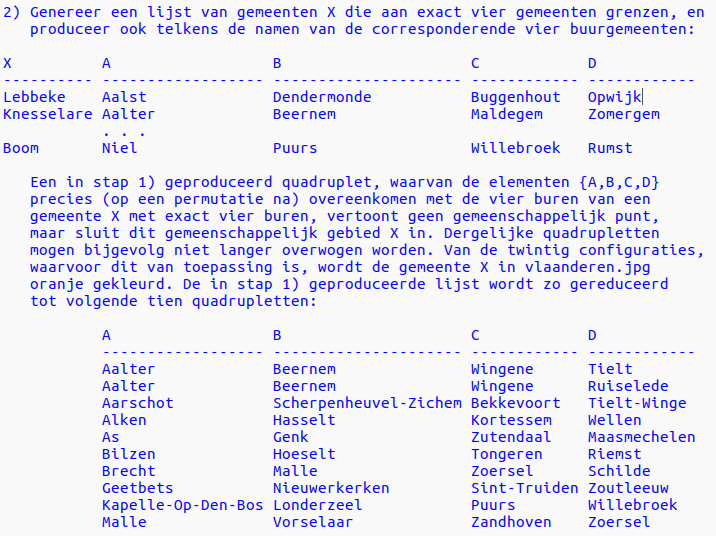 2) Genereer een lijst van gemeenten X die aan exact vier gemeenten grenzen, en
produceer ook telkens de namen van de corresponderende vier buurgemeenten:
X A B C D
---------- ------------------ --------------------- ------------ ------------
Lebbeke Aalst Dendermonde Buggenhout Opwijk
Knesselare Aalter Beernem Maldegem Zomergem
. . .
Boom Niel Puurs Willebroek Rumst
Een in stap 1) geproduceerd quadruplet, waarvan de elementen {A,B,C,D}
precies (op een permutatie na) overeenkomen met de vier buren van een
gemeente X met exact vier buren, vertoont geen gemeenschappelijk punt,
maar sluit dit gemeenschappelijk gebied X in. Dergelijke quadrupletten
mogen bijgevolg niet langer overwogen worden. Van de twintig configuraties,
waarvoor dit van toepassing is, wordt de gemeente X in vlaanderen.jpg
oranje gekleurd. De in stap 1) geproduceerde lijst wordt zo gereduceerd
tot volgende tien quadrupletten:
A B C D
------------------ --------------------- ------------ ------------
Aalter Beernem Wingene Tielt
Aalter Beernem Wingene Ruiselede
Aarschot Scherpenheuvel-Zichem Bekkevoort Tielt-Winge
Alken Hasselt Kortessem Wellen
As Genk Zutendaal Maasmechelen
Bilzen Hoeselt Tongeren Riemst
Brecht Malle Zoersel Schilde
Geetbets Nieuwerkerken Sint-Truiden Zoutleeuw
Kapelle-Op-Den-Bos Londerzeel Puurs Willebroek
Malle Vorselaar Zandhoven Zoersel